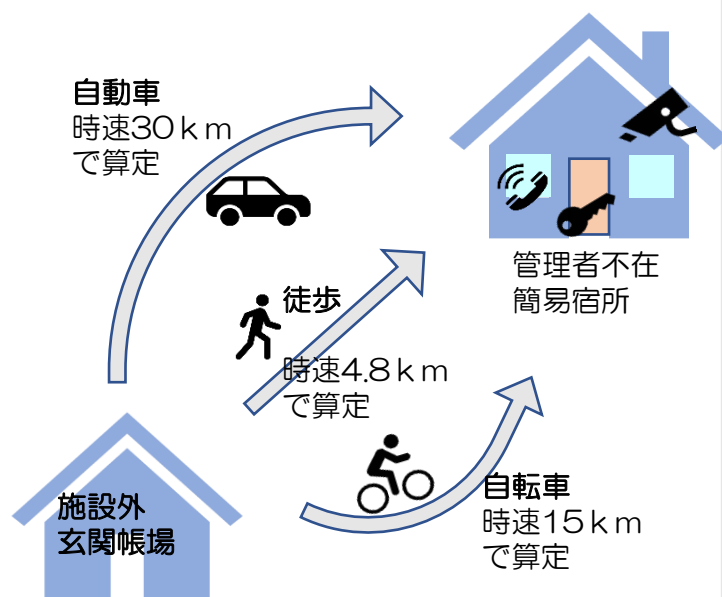 自動車
時速30ｋｍ
で算定
管理者不在
簡易宿所
徒歩
時速4.8ｋｍ
で算定
施設外
玄関帳場
自転車
時速15ｋｍ
で算定